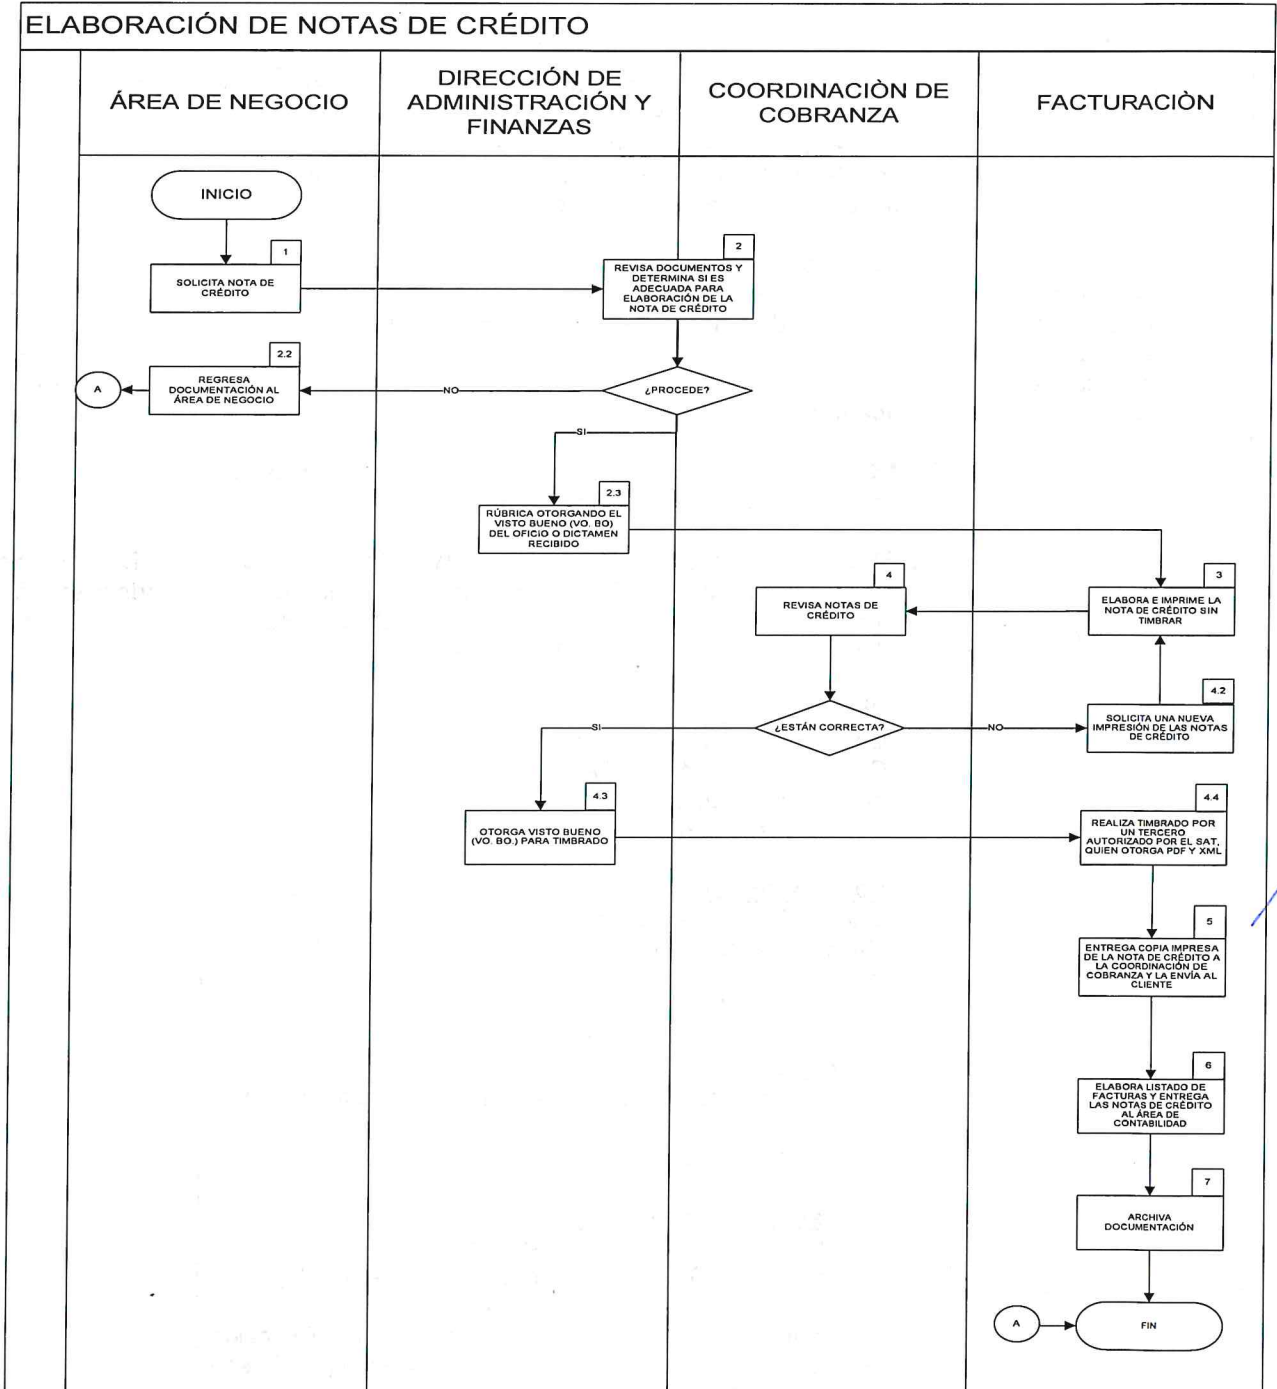 ELABORACIÓN DE NOTAS DE CRÉDITO
ÁREA DE NEGOCIO
DIRECCIÓN DE
ADMINISTRACIÓN Y
FINANZAS
COORDINACIÒN DE
COBRANZA
FACTURACIÒN
INICIO
1
SOLICITA NOTA DE
CRÉDITO
2
REVISA DOCUMENTOS Y
DETERMINA SI ES
ADECUADA PARA
ELABORACIÓN DE LA
NOTA DE CRÉDITO
2.2
REGRESA
DOCUMENTACIÓN AL
ÁREA DE NEGOCIO
A
NO
¿PROCEDE?
SI
2.3
RÚBRICA OTORGANDO EL
VISTO BUENO (VO. BO)
DEL OFICIO O DICTAMEN
RECIBIDO
3
ELABORA E IMPRIME LA
NOTA DE CRÉDITO SIN
TIMBRAR
4
REVISA NOTAS DE
CRÉDITO
¿ESTÁN CORRECTA?
NO
4.2
SOLICITA UNA NUEVA
IMPRESIÓN DE LAS NOTAS
DE CRÉDITO
SI
4.3
OTORGA VISTO BUENO
(VO. BO.) PARA TIMBRADO
4.4
REALIZA TIMBRADO POR
UN TERCERO
AUTORIZADO POR EL SAT,
QUIEN OTORGA PDF Y XML
5
ENTREGA COPIA IMPRESA
DE LA NOTA DE CRÉDITO A
LA COORDINACIÓN DE
COBRANZA Y LA ENVÍA AL
CLIENTE
6
ELABORA LISTADO DE
FACTURAS Y ENTREGA
LAS NOTAS DE CRÉDITO
AL ÁREA DE
CONTABILIDAD
7
ARCHIVA
DOCUMENTACIÓN
A
FIN